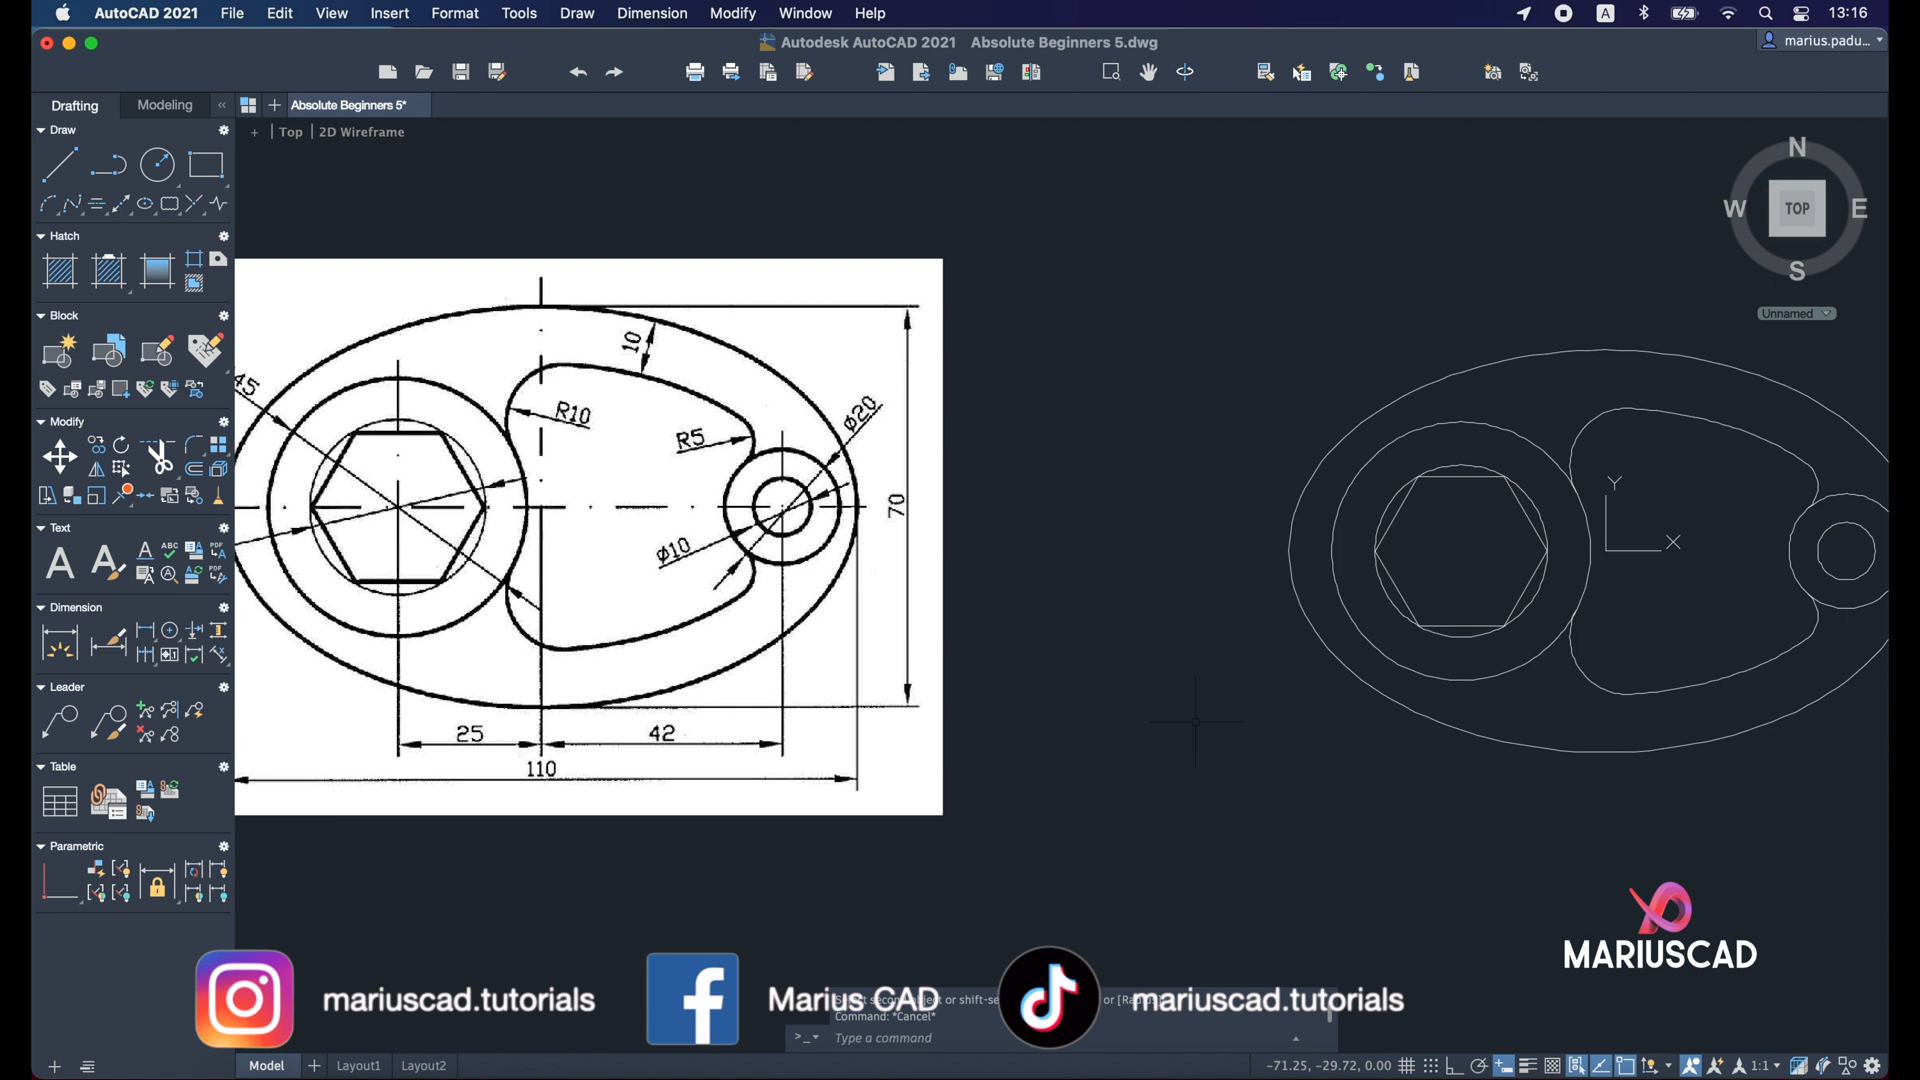 AutoCAD 2021 File Edit View Insert Format Tools Draw Dimension Modify Window Help
A 13:16
Autodesk AutoCAD 2021 Absolute Beginners 5.dwg
marius.padu...
Drafting Modeling « Absolute Beginners 5*
Draw
+ | Top | 2D Wireframe
N
W TOP E
S
Unnamed
Hatch
Block
Modify
Text
Dimension
Leader
Table
Parametric
45
10
R10
R5
ø20
70
ø10
25 42
110
Y
X
MARIUSCAD
mariuscad.tutorials
Marius CAD
mariuscad.tutorials
Command: *Cancel*
Type a command
Model Layout1 Layout2
-71.25, -29.72, 0.00
1:1